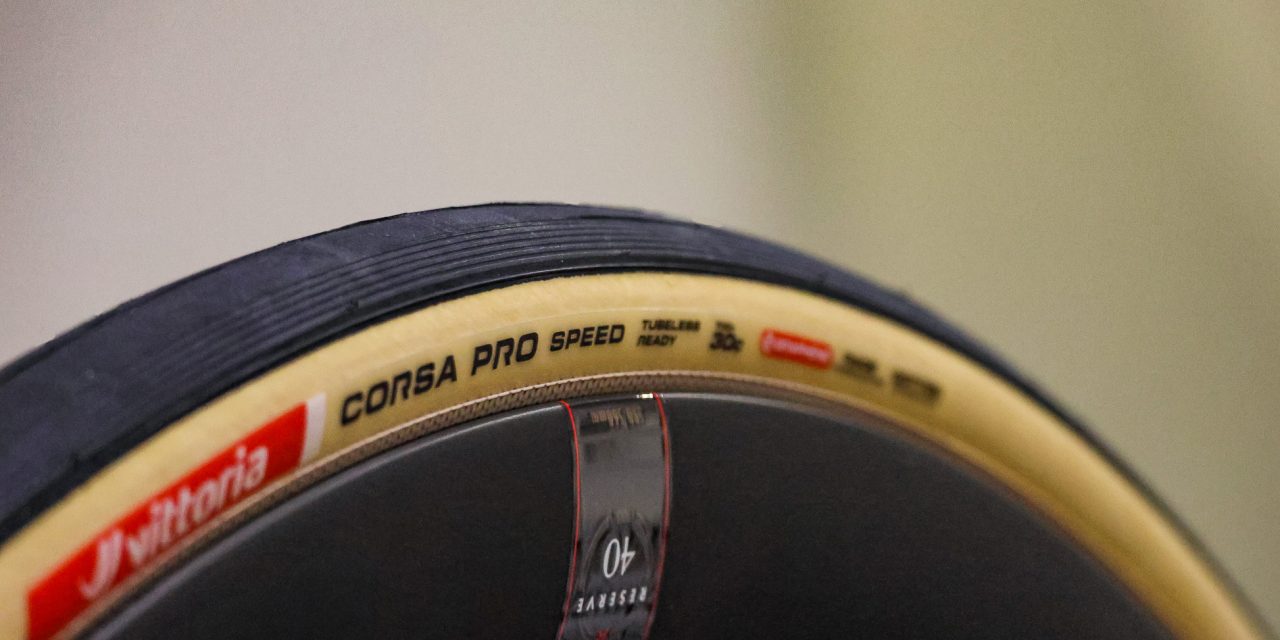 vittoria
CORSA PRO SPEED
TUBELESS
READY
30c
40
RESERVE